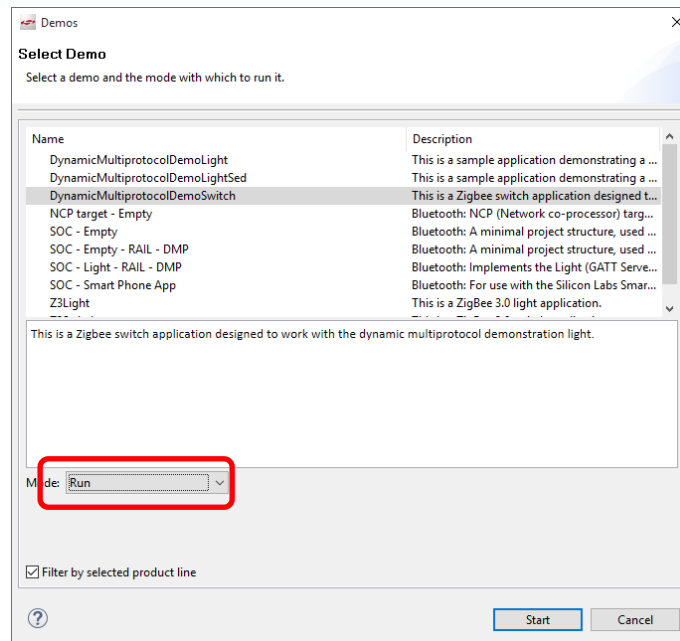 Demos
Select Demo
Select a demo and the mode with which to run it.
Name Description
DynamicMultiprotocolDemoLight This is a sample application demonstrating a ...
DynamicMultiprotocolDemoLightSed This is a sample application demonstrating a ...
DynamicMultiprotocolDemoSwitch This is a Zigbee switch application designed t...
NCP target - Empty Bluetooth: NCP (Network co-processor) targ...
SOC - Empty Bluetooth: A minimal project structure, used ...
SOC - Empty - RAIL - DMP Bluetooth: A minimal project structure, used ...
SOC - Light - RAIL - DMP Bluetooth: Implements the Light (GATT Serve...
SOC - Smart Phone App Bluetooth: For use with the Silicon Labs Smar...
Z3Light This is a ZigBee 3.0 light application.
This is a Zigbee switch application designed to work with the dynamic multiprotocol demonstration light.
Mode: Run
Filter by selected product line
? Start Cancel